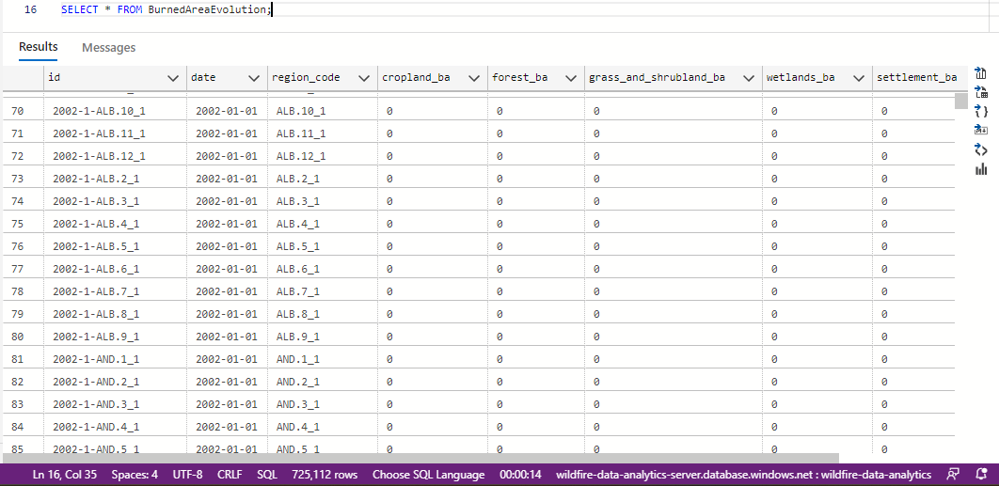 16 SELECT * FROM BurnedAreaEvolution;
Results Messages
id date region_code cropland_ba forest_ba grass_and_shrubland_ba wetlands_ba settlement_ba
70 2002-1-ALB.10_1 2002-01-01 ALB.10_1 0 0 0 0 0
71 2002-1-ALB.11_1 2002-01-01 ALB.11_1 0 0 0 0 0
72 2002-1-ALB.12_1 2002-01-01 ALB.12_1 0 0 0 0 0
73 2002-1-ALB.2_1 2002-01-01 ALB.2_1 0 0 0 0 0
74 2002-1-ALB.3_1 2002-01-01 ALB.3_1 0 0 0 0 0
75 2002-1-ALB.4_1 2002-01-01 ALB.4_1 0 0 0 0 0
76 2002-1-ALB.5_1 2002-01-01 ALB.5_1 0 0 0 0 0
77 2002-1-ALB.6_1 2002-01-01 ALB.6_1 0 0 0 0 0
78 2002-1-ALB.7_1 2002-01-01 ALB.7_1 0 0 0 0 0
79 2002-1-ALB.8_1 2002-01-01 ALB.8_1 0 0 0 0 0
80 2002-1-ALB.9_1 2002-01-01 ALB.9_1 0 0 0 0 0
81 2002-1-AND.1_1 2002-01-01 AND.1_1 0 0 0 0 0
82 2002-1-AND.2_1 2002-01-01 AND.2_1 0 0 0 0 0
83 2002-1-AND.3_1 2002-01-01 AND.3_1 0 0 0 0 0
84 2002-1-AND.4_1 2002-01-01 AND.4_1 0 0 0 0 0
85 2002-1-AND.5_1 2002-01-01 AND.5_1 0 0 0 0 0
Ln 16, Col 35 Spaces: 4 UTF-8 CRLF SQL 725,112 rows Choose SQL Language 00:00:14 wildfire-data-analytics-server.database.windows.net : wildfire-data-analytics